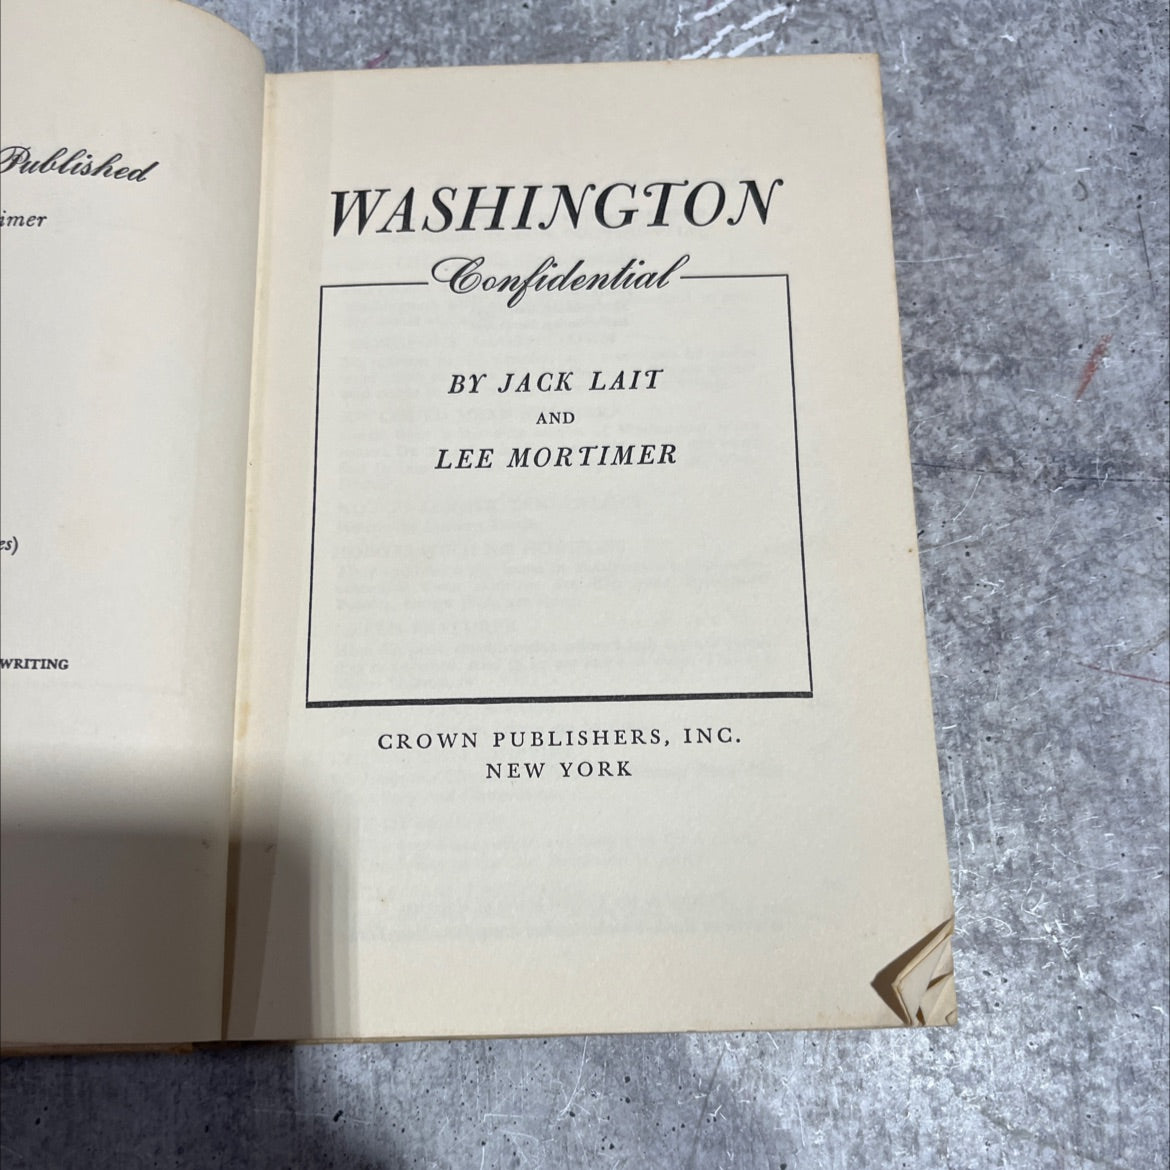 Published
imer
es)
WRITING
WASHINGTON
Confidential
BY JACK LAIT
AND
LEE MORTIMER
CROWN PUBLISHERS, INC.
NEW YORK